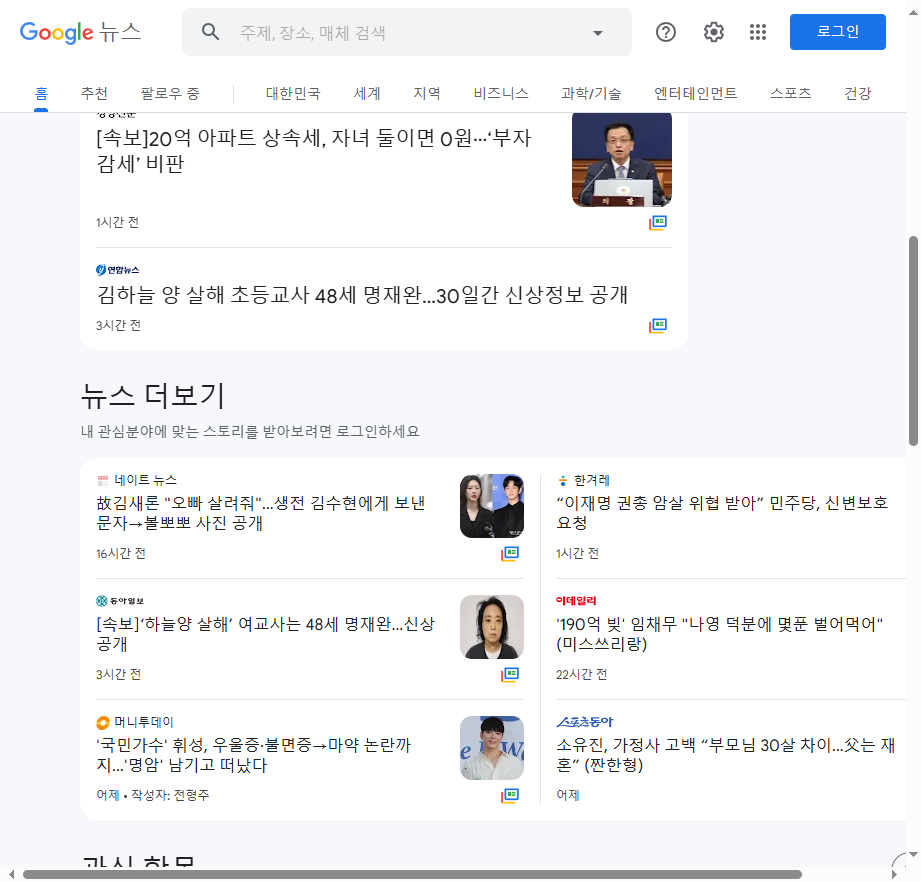 Google 뉴스
주제, 장소, 매체 검색
로그인
홈 추천 팔로우 중 대한민국 세계 지역 비즈니스 과학/기술 엔터테인먼트 스포츠 건강
[속보]20억 아파트 상속세, 자녀 둘이면 0원…‘부자
감세’ 비판
의 장
1시간 전
연합뉴스
김하늘 양 살해 초등교사 48세 명재완...30일간 신상정보 공개
3시간 전
뉴스 더보기
내 관심분야에 맞는 스토리를 받아보려면 로그인하세요
네이트 뉴스
故김새론 "오빠 살려줘"...생전 김수현에게 보낸
문자→볼뽀뽀 사진 공개
16시간 전
동아일보
[속보]‘하늘양 살해’ 여교사는 48세 명재완...신상
공개
3시간 전
머니투데이
'국민가수' 휘성, 우울증·불면증→마약 논란까
지...'명암' 남기고 떠났다
어제 • 작성자: 전형주
한겨레
“이재명 권총 암살 위협 받아” 민주당, 신변보호
요청
1시간 전
이데일리
'190억 빚' 임채무 "나영 덕분에 몇푼 벌어먹어"
(미스쓰리랑)
22시간 전
스포츠동아
소유진, 가정사 고백 “부모님 30살 차이...父는 재
혼” (짠한형)
어제